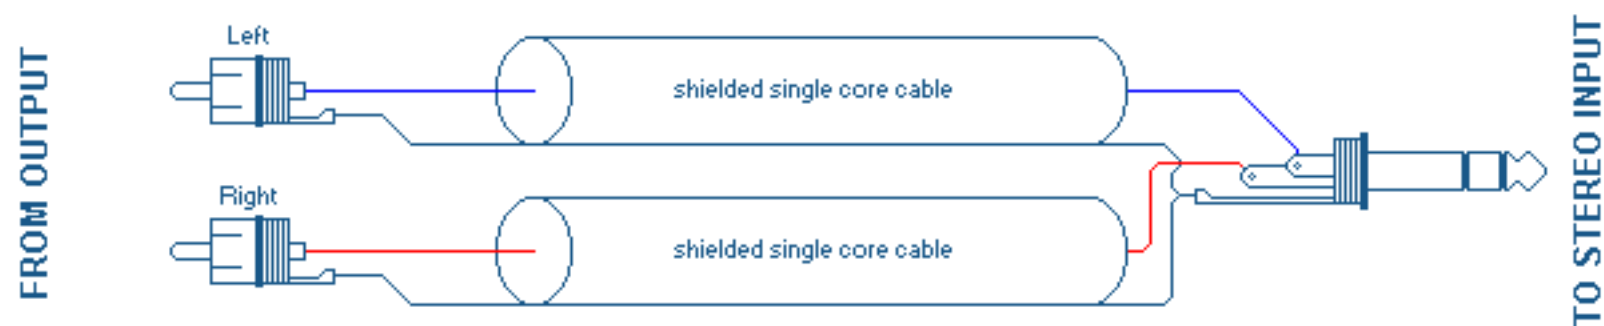 FROM OUTPUT
Left
shielded single core cable
Right
shielded single core cable
TO STEREO INPUT